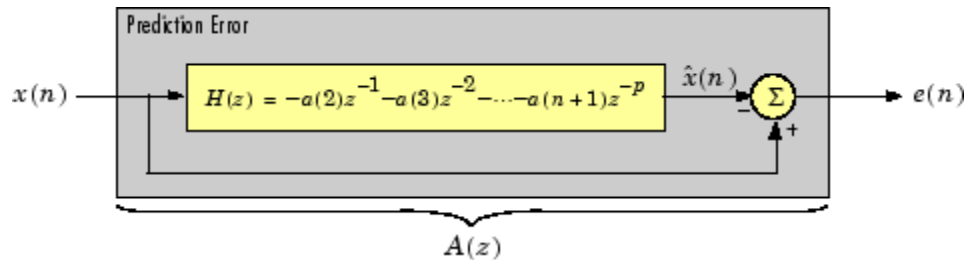 Prediction Error
x(n)
H(z) = −a(2)z^{-1}−a(3)z^{-2}−···−a(n+1)z^{-p}
x̂(n)
Σ
−
+
e(n)
A(z)